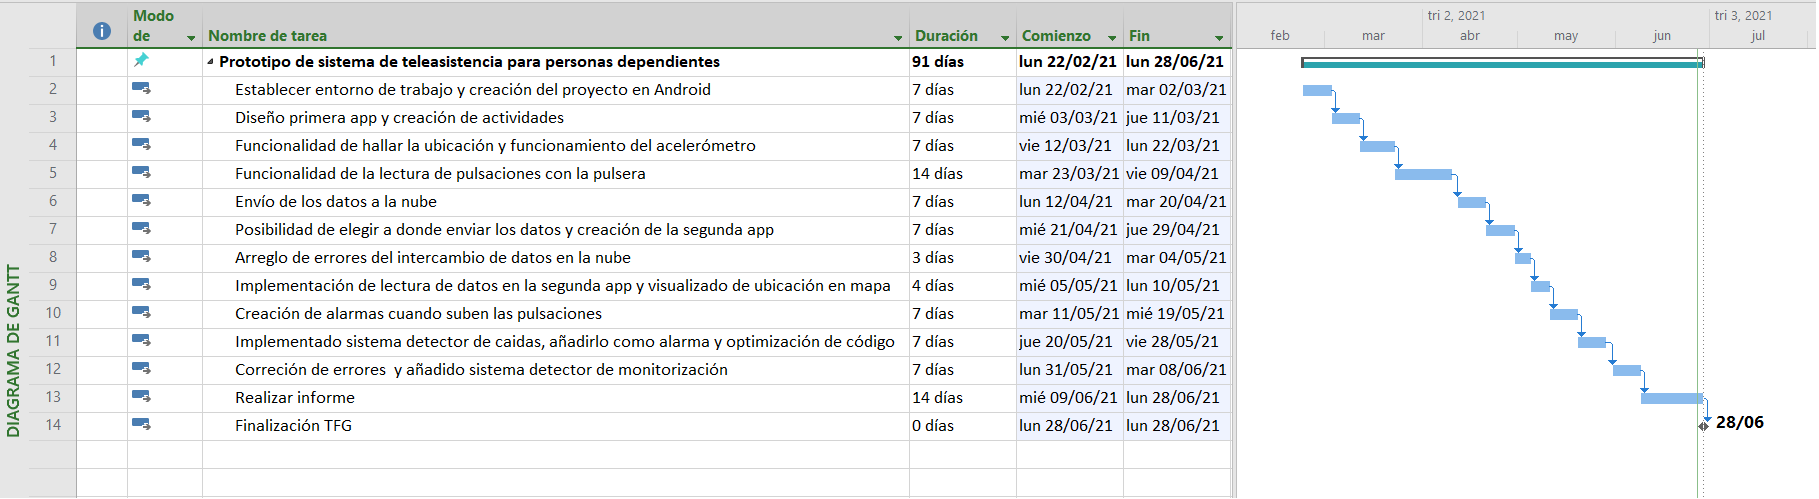 DIAGRAMA DE GANTT
Modo de Nombre de tarea Duración Comienzo Fin
1 Prototipo de sistema de teleasistencia para personas dependientes 91 días lun 22/02/21 lun 28/06/21
2 Establecer entorno de trabajo y creación del proyecto en Android 7 días lun 22/02/21 mar 02/03/21
3 Diseño primera app y creación de actividades 7 días mié 03/03/21 jue 11/03/21
4 Funcionalidad de hallar la ubicación y funcionamiento del acelerómetro 7 días vie 12/03/21 lun 22/03/21
5 Funcionalidad de la lectura de pulsaciones con la pulsera 14 días mar 23/03/21 vie 09/04/21
6 Envío de los datos a la nube 7 días lun 12/04/21 mar 20/04/21
7 Posibilidad de elegir a donde enviar los datos y creación de la segunda app 7 días mié 21/04/21 jue 29/04/21
8 Arreglo de errores del intercambio de datos en la nube 3 días vie 30/04/21 mar 04/05/21
9 Implementación de lectura de datos en la segunda app y visualizado de ubicación en mapa 4 días mié 05/05/21 lun 10/05/21
10 Creación de alarmas cuando suben las pulsaciones 7 días mar 11/05/21 mié 19/05/21
11 Implementado sistema detector de caidas, añadirlo como alarma y optimización de código 7 días jue 20/05/21 vie 28/05/21
12 Correción de errores y añadido sistema detector de monitorización 7 días lun 31/05/21 mar 08/06/21
13 Realizar informe 14 días mié 09/06/21 lun 28/06/21
14 Finalización TFG 0 días lun 28/06/21 lun 28/06/21
tri 2, 2021 tri 3, 2021
feb mar abr may jun jul
28/06